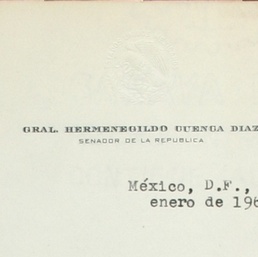 GRAL. HERMENEGILDO CUENCA DIAZ
SENADOR DE LA REPUBLICA
México, D.F.,
enero de 196